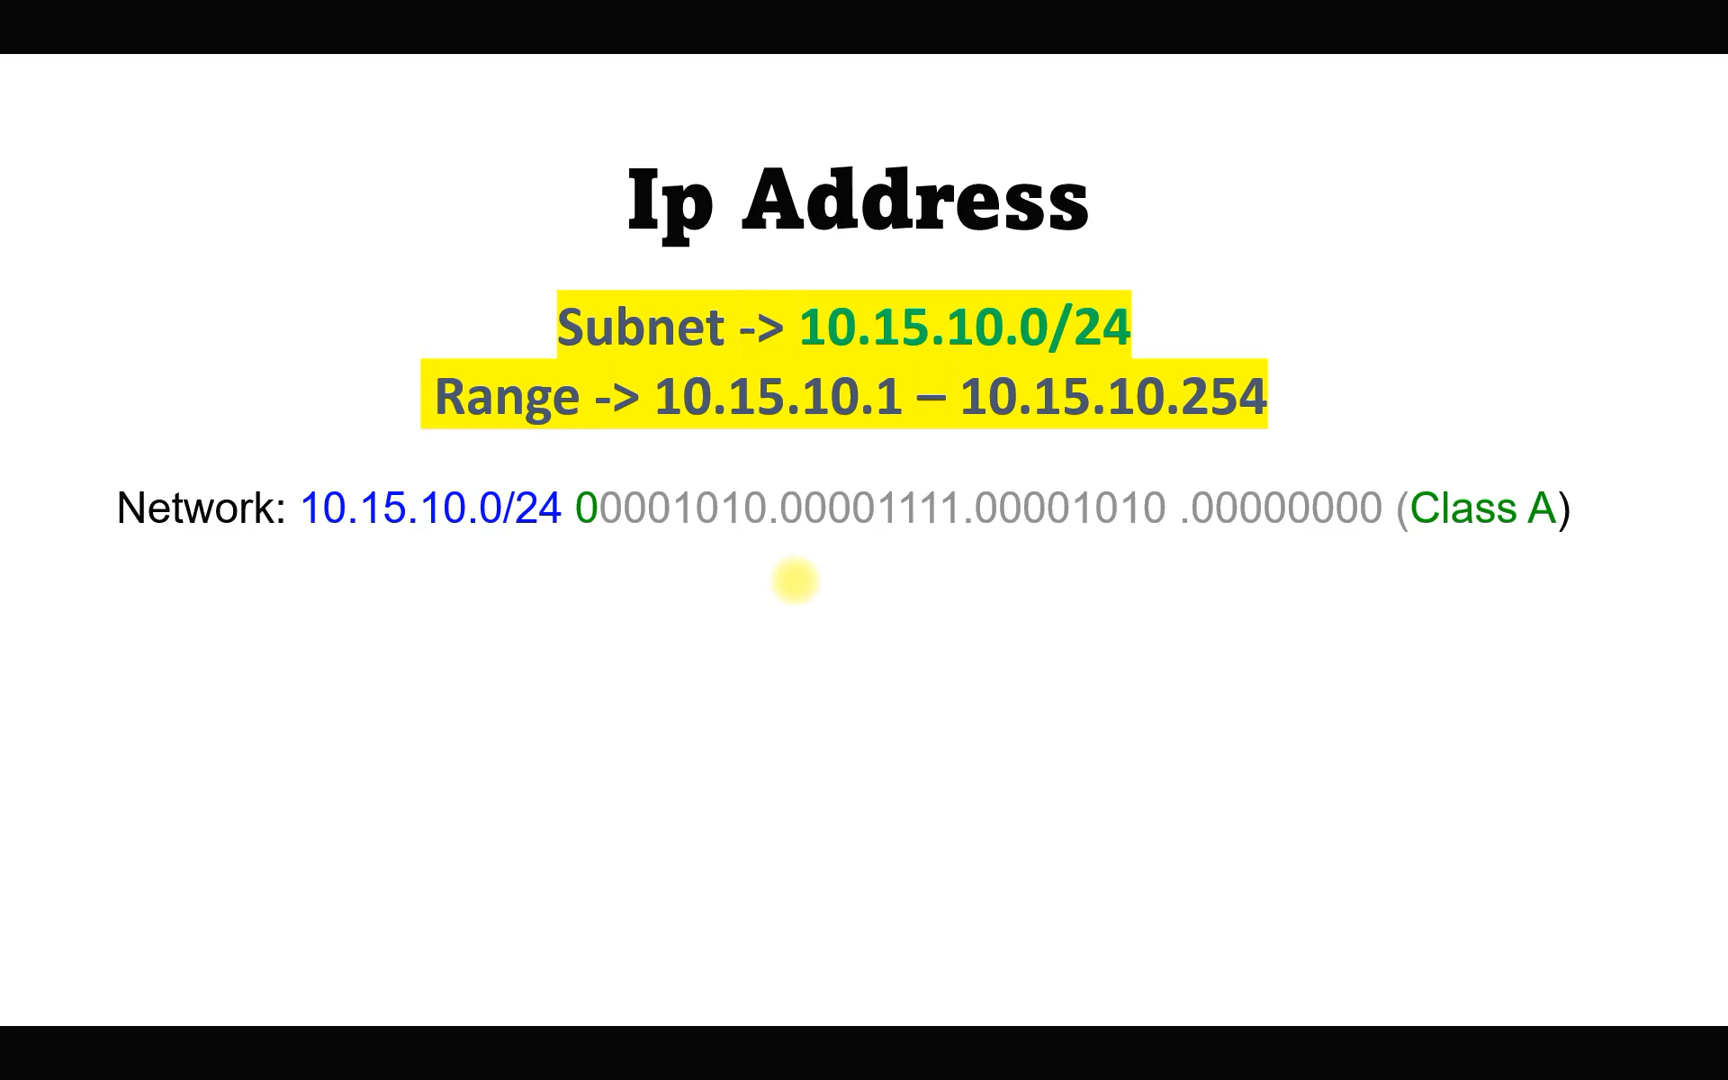 Ip Address
Subnet -> 10.15.10.0/24
Range -> 10.15.10.1 – 10.15.10.254
Network: 10.15.10.0/24 00001010.00001111.00001010 .00000000 (Class A)